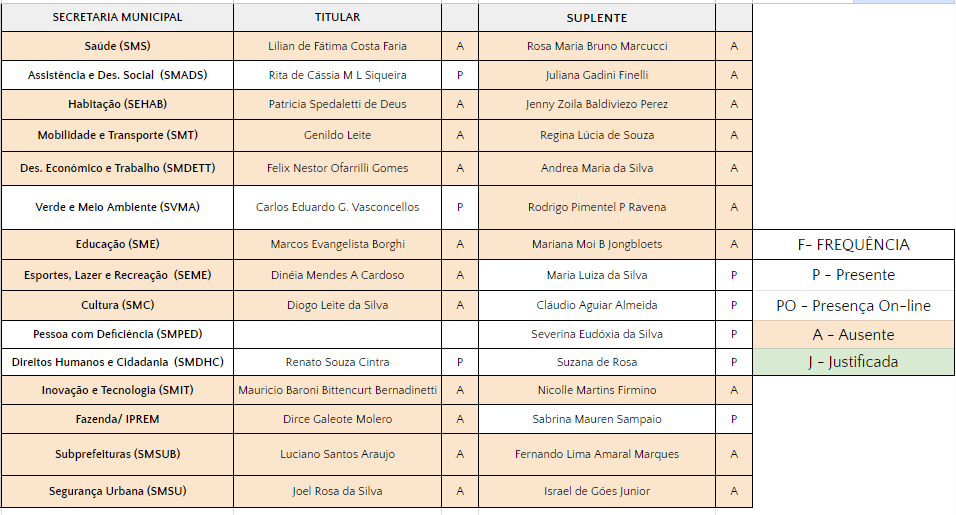 SECRETARIA MUNICIPAL TITULAR SUPLENTE
Saúde (SMS) Lilian de Fátima Costa Faria A Rosa Maria Bruno Marcucci A
Assistência e Des. Social (SMADS) Rita de Cássia M L Siqueira P Juliana Gadini Finelli A
Habitação (SEHAB) Patricia Spedaletti de Deus A Jenny Zoila Baldiviezo Perez A
Mobilidade e Transporte (SMT) Genildo Leite A Regina Lúcia de Souza A
Des. Econômico e Trabalho (SMDETT) Felix Nestor Ofarrilli Gomes A Andrea Maria da Silva A
Verde e Meio Ambiente (SVMA) Carlos Eduardo G. Vasconcellos P Rodrigo Pimentel P Ravena A
Educação (SME) Marcos Evangelista Borghi A Mariana Moi B Jongbloets A F- FREQUÊNCIA
Esportes, Lazer e Recreação (SEME) Dinéia Mendes A Cardoso A Maria Luiza da Silva P P - Presente
Cultura (SMC) Diogo Leite da Silva A Cláudio Aguiar Almeida P PO - Presença On-line
Pessoa com Deficiência (SMPED) Severina Eudóxia da Silva P A - Ausente
Direitos Humanos e Cidadania (SMDHC) Renato Souza Cintra P Suzana de Rosa P J - Justificada
Inovação e Tecnologia (SMIT) Mauricio Baroni Bittencurt Bernadinetti A Nicolle Martins Firmino A
Fazenda/ IPREM Dirce Galeote Molero A Sabrina Mauren Sampaio P
Subprefeituras (SMSUB) Luciano Santos Araujo A Fernando Lima Amaral Marques A
Segurança Urbana (SMSU) Joel Rosa da Silva A Israel de Góes Junior A